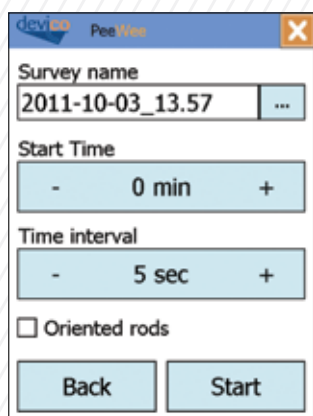 devico PeeWee
Survey name
2011-10-03_13.57 ...
Start Time
- 0 min +
Time interval
- 5 sec +
Oriented rods
Back Start